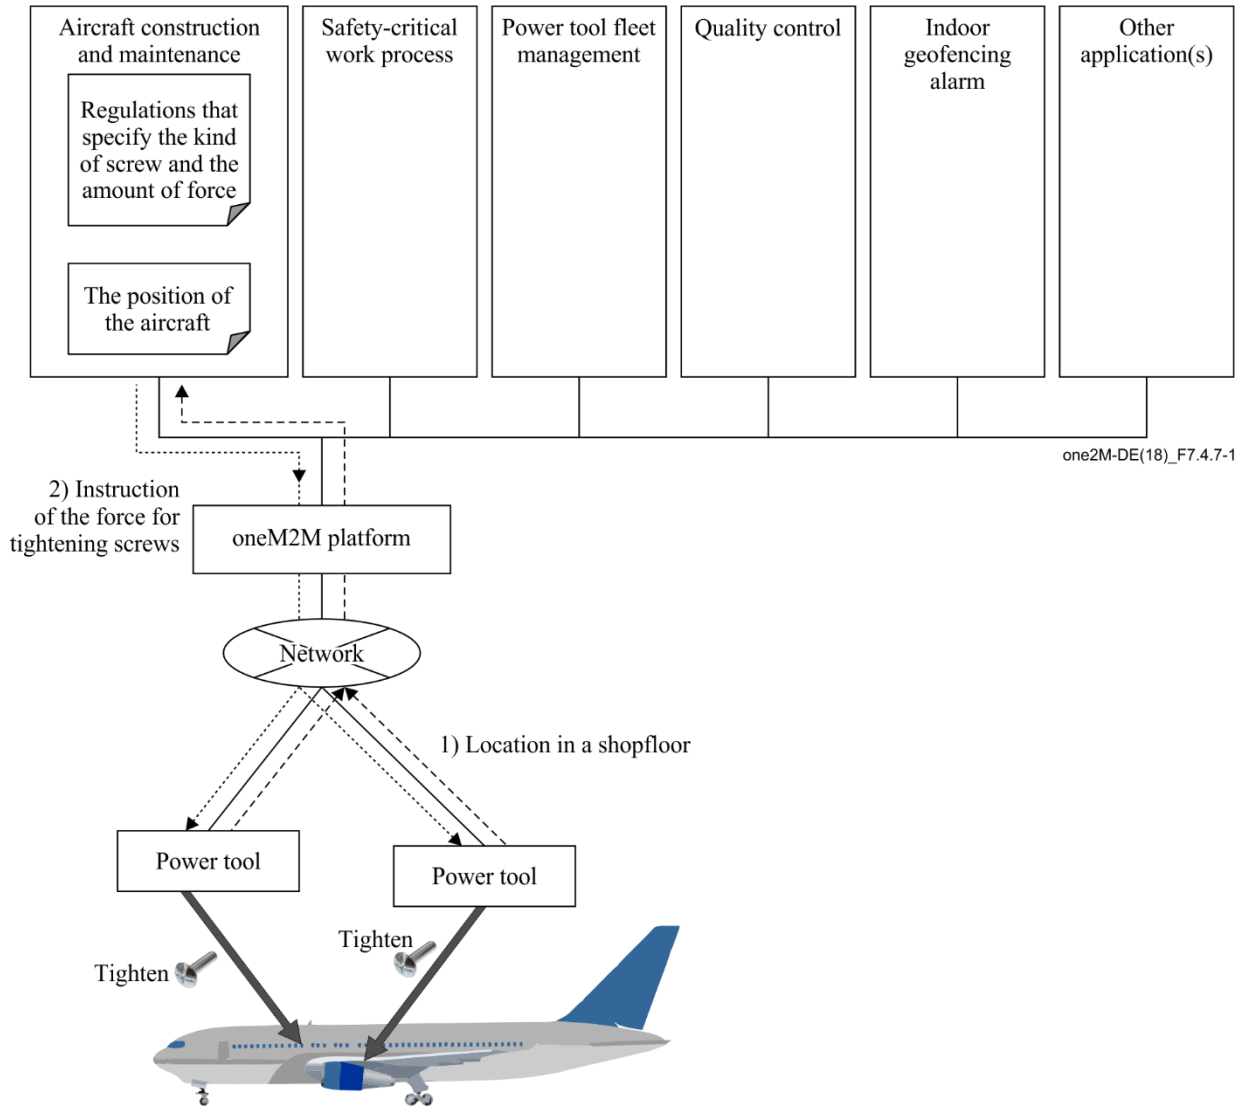 Aircraft construction
and maintenance
Regulations that
specify the kind
of screw and the
amount of force
The position of
the aircraft
Safety-critical
work process
Power tool fleet
management
Quality control
Indoor
geofencing
alarm
Other
application(s)
one2M-DE(18)_F7.4.7-1
2) Instruction
of the force for
tightening screws
oneM2M platform
Network
1) Location in a shopfloor
Power tool
Power tool
Tighten
Tighten